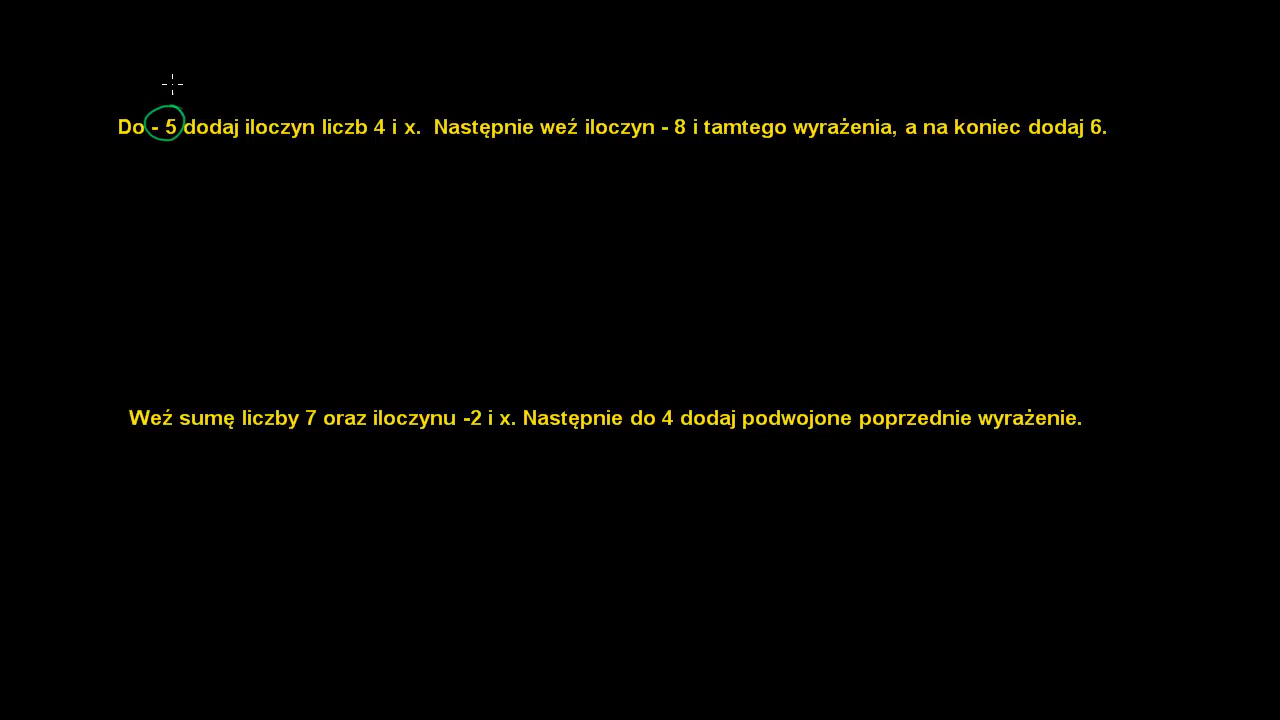 Do - 5 dodaj iloczyn liczb 4 i x. Następnie weź iloczyn - 8 i tamtego wyrażenia, a na koniec dodaj 6.
Weź sumę liczby 7 oraz iloczynu -2 i x. Następnie do 4 dodaj podwojone poprzednie wyrażenie.